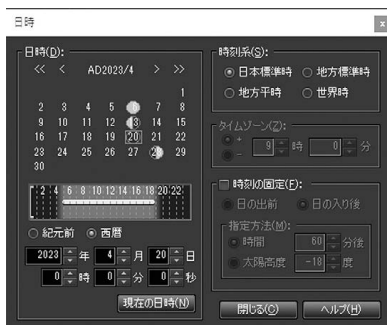 日時
日時(D):
<< < AD2023/4 > >>
1
2 3 4 5 7 8
9 10 11 12 13 14 15
16 17 18 19 20 21 22
23 24 25 26 27 29
30
2 4 6 8 10 12 14 16 18 20 22
紀元前 西暦
2023 年 4 月 20 日
0 時 0 分 0 秒
現在の日時(N)
時刻系(S):
日本標準時 地方標準時
地方平時 世界時
タイムゾーン(Z):
+
- 9 時 0 分
時刻の固定(F):
日の出前 日の入り後
指定方法(M):
時間 60 分後
太陽高度 -18 度
閉じる(C) ヘルプ(H)